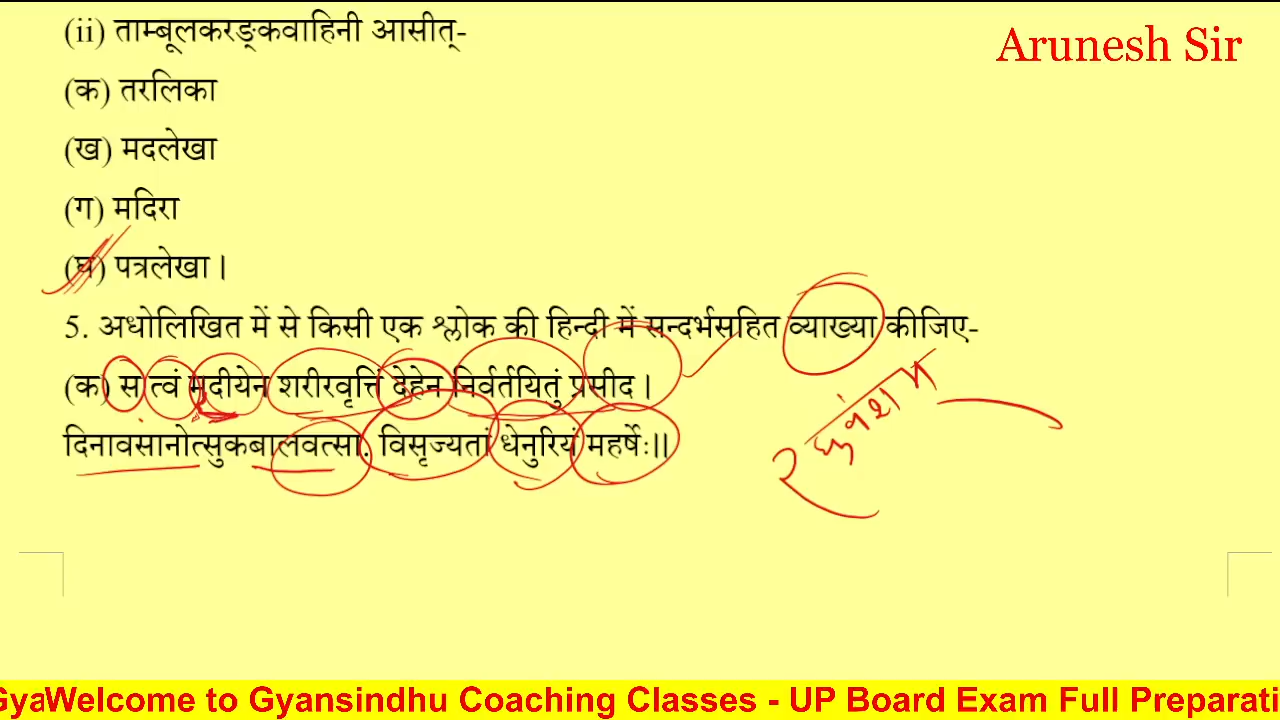 (ii) ताम्बूलकरङ्कवाहिनी आसीत्-
Arunesh Sir
(क) तरलिका
(ख) मदलेखा
(ग) मदिरा
(घ) पत्रलेखा।
5. अधोलिखित में से किसी एक श्लोक की हिन्दी में सन्दर्भसहित व्याख्या कीजिए-
(क) स त्वं मदीयेन शरीरवृत्तिं देहेन निर्वर्तयितुं प्रसीद।
दिनावसानोत्सुकबालवत्सा. विसृज्यतां धेनुरियं महर्षेः॥
रघुवंशम
GyaWelcome to Gyansindhu Coaching Classes - UP Board Exam Full Preparati